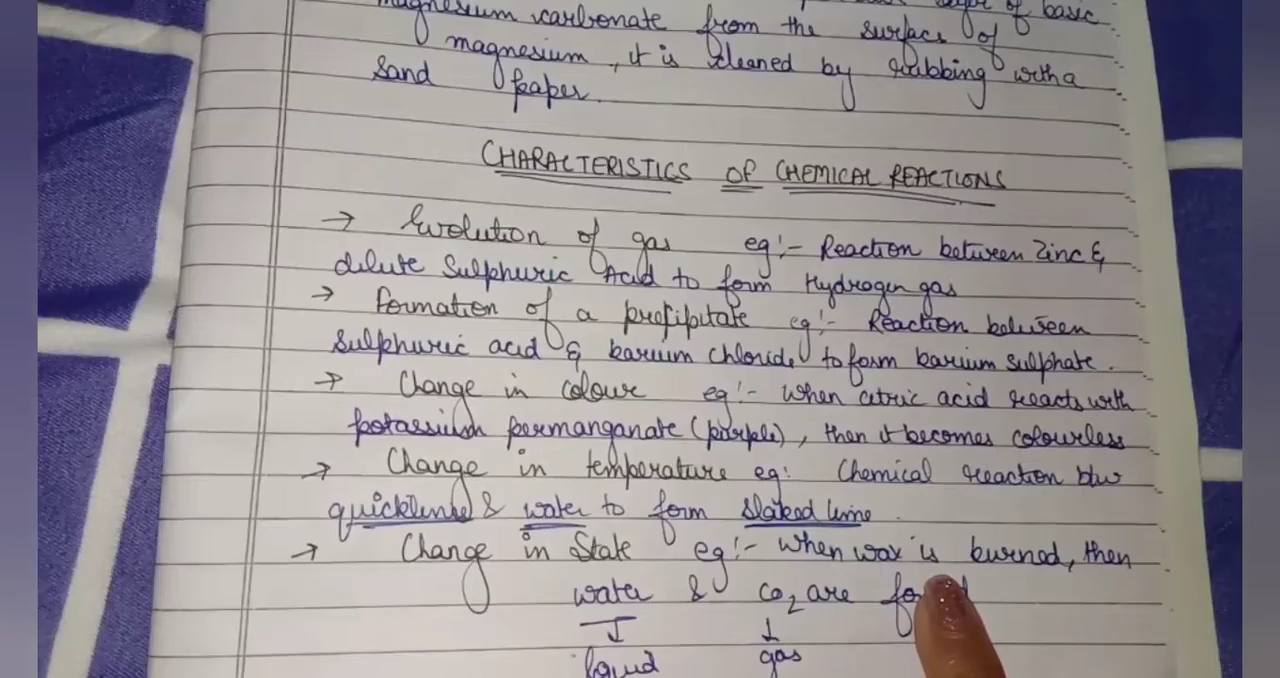 of basic
magnesium carbonate from the surface of
magnesium, it is cleaned by rubbing with a
sand paper.
CHARACTERISTICS OF CHEMICAL REACTIONS
→ Evolution of gas eg:- Reaction between Zinc &
dilute Sulphuric Acid to form Hydrogen gas
→ Formation of a precipitate eg:- Reaction between
Sulphuric acid & barium chloride to form barium sulphate.
→ Change in colour eg:- When citric acid reacts with
potassium permanganate (purple), then it becomes colourless
→ Change in temperature eg: Chemical reaction b/w
quicklime & water to form slaked lime.
→ Change in State eg:- When wax is burned, then
water & CO2 are
↓ ↓
liquid gas